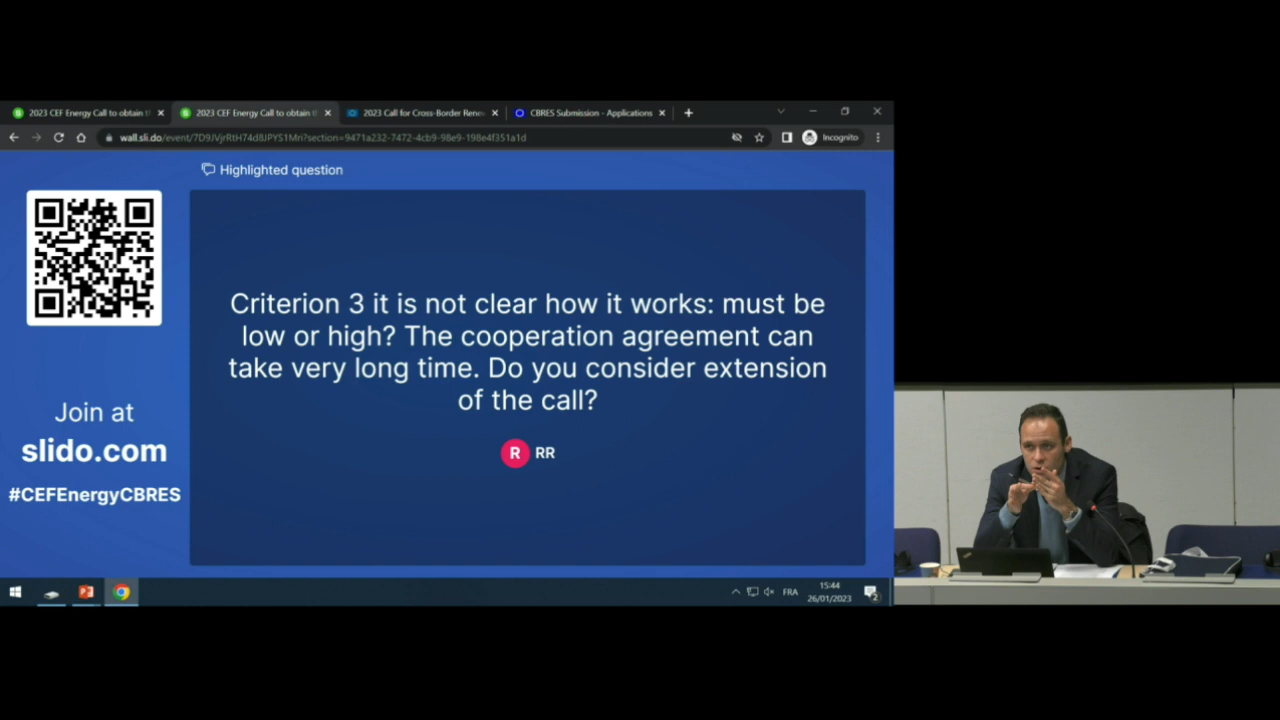 2023 CEF Energy Call to obtain t
2023 CEF Energy Call to obtain t
2023 Call for Cross-Border Rene
CBRES Submission - Applications
wall.sli.do/event/7D9JVjrRtH74d8JPYS1Mri?section=9471a232-7472-4cb9-98e9-198e4f351a1d
Incognito
Highlighted question
Criterion 3 it is not clear how it works: must be
low or high? The cooperation agreement can
take very long time. Do you consider extension
of the call?
R RR
Join at
slido.com
#CEFEnergyCBRES
FRA
15:44
26/01/2023
2